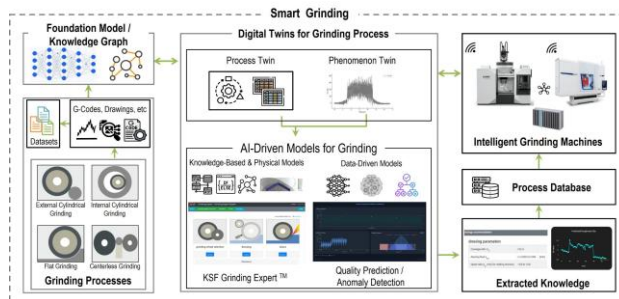 Smart Grinding
Foundation Model /
Knowledge Graph
G-Codes, Drawings, etc
Datasets
External Cylindrical
Grinding
Internal Cylindrical
Grinding
Flat Grinding
Centerless Grinding
Grinding Processes
Digital Twins for Grinding Process
Process Twin
Phenomenon Twin
AI-Driven Models for Grinding
Knowledge-Based & Physical Models
Data-Driven Models
KSF Grinding Expert ™
Quality Prediction /
Anomaly Detection
Intelligent Grinding Machines
Process Database
Grinding parameters
Extracted Knowledge